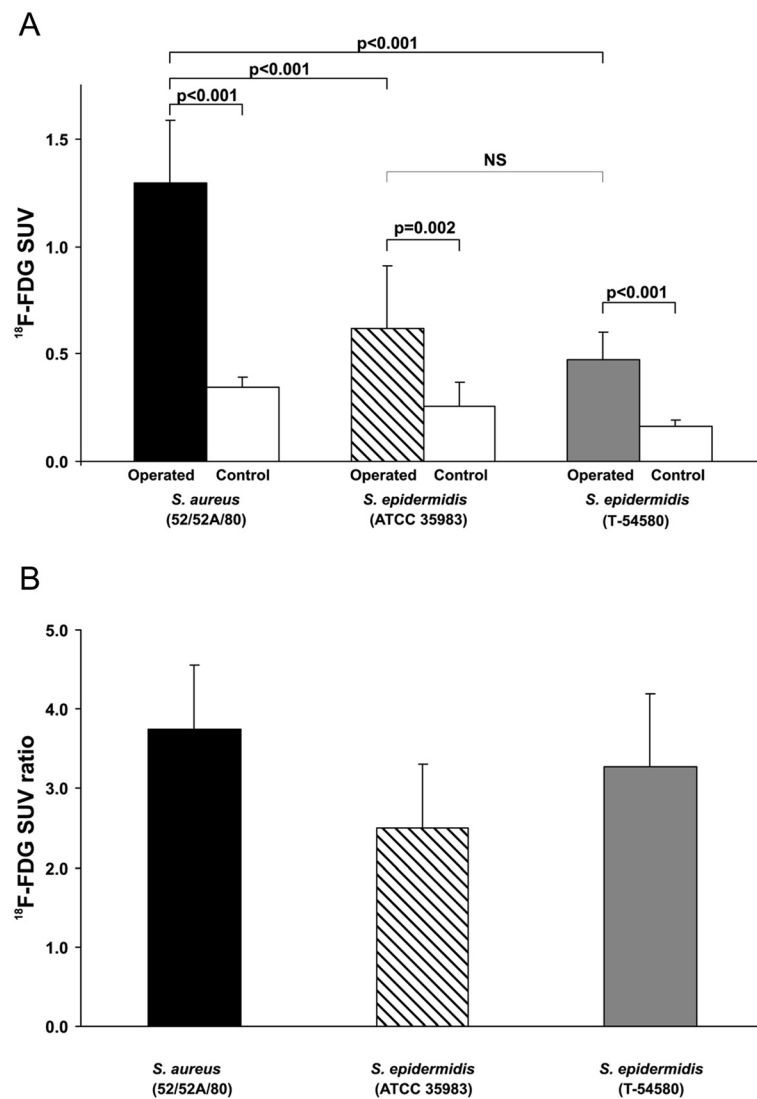 A
p<0.001
p<0.001
p<0.001
NS
p=0.002
p<0.001
18F-FDG SUV
1.5
1.0
0.5
0.0
Operated Control Operated Control Operated Control
S. aureus S. epidermidis S. epidermidis
(52/52A/80) (ATCC 35983) (T-54580)
B
18F-FDG SUV ratio
5.0
4.0
3.0
2.0
1.0
0.0
S. aureus S. epidermidis S. epidermidis
(52/52A/80) (ATCC 35983) (T-54580)